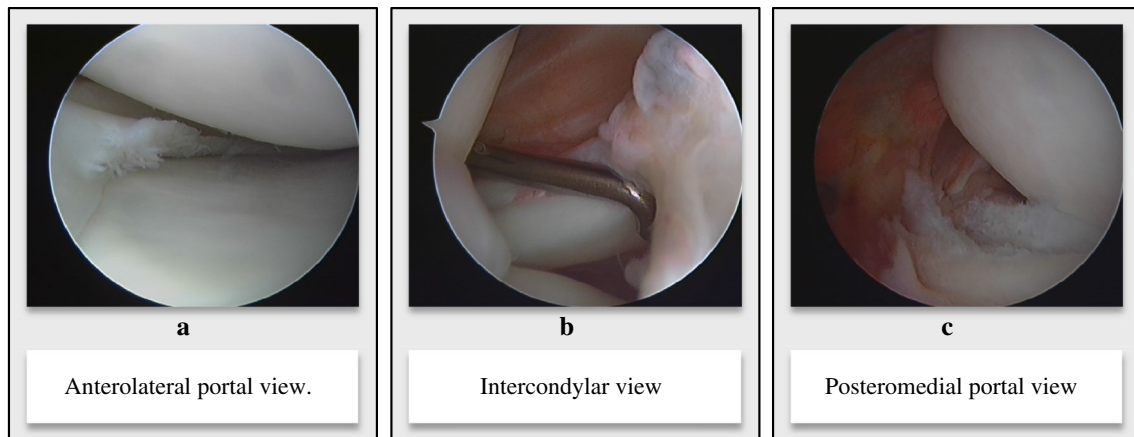 a
b
c
Anterolateral portal view.
Intercondylar view
Posteromedial portal view